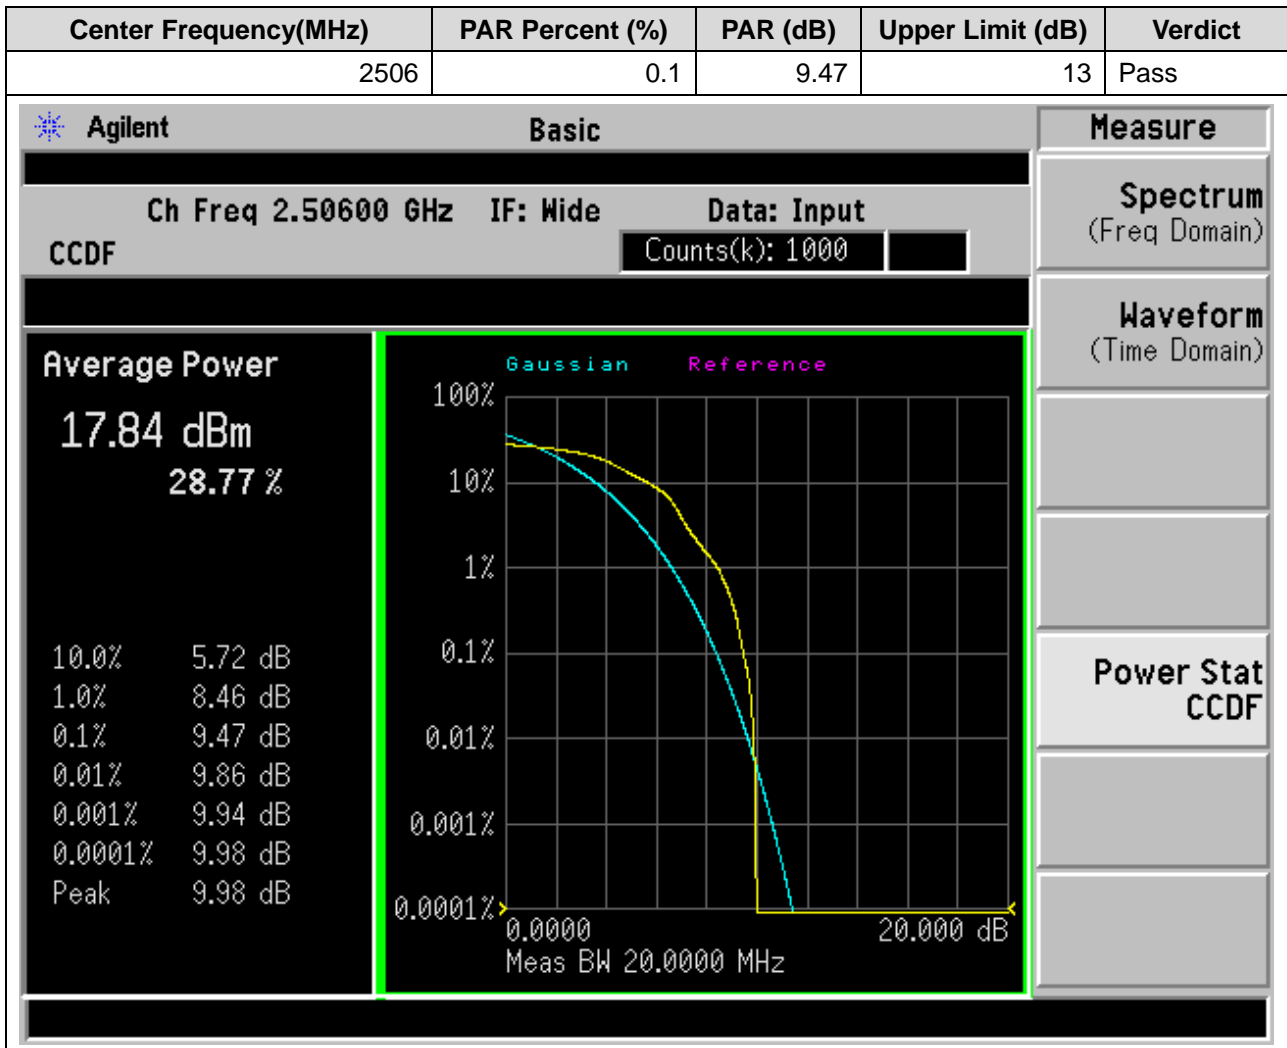 Center Frequency(MHz) PAR Percent (%) PAR (dB) Upper Limit (dB) Verdict
2506 0.1 9.47 13 Pass
Agilent Basic Measure
Ch Freq 2.50600 GHz IF: Wide Data: Input
CCDF Counts(k): 1000
Average Power
17.84 dBm
28.77 %
10.0% 5.72 dB
1.0% 8.46 dB
0.1% 9.47 dB
0.01% 9.86 dB
0.001% 9.94 dB
0.0001% 9.98 dB
Peak 9.98 dB
Gaussian Reference
100%
10%
1%
0.1%
0.01%
0.001%
0.0001%
0.0000 20.000 dB
Meas BW 20.0000 MHz
Spectrum
(Freq Domain)
Waveform
(Time Domain)
Power Stat
CCDF